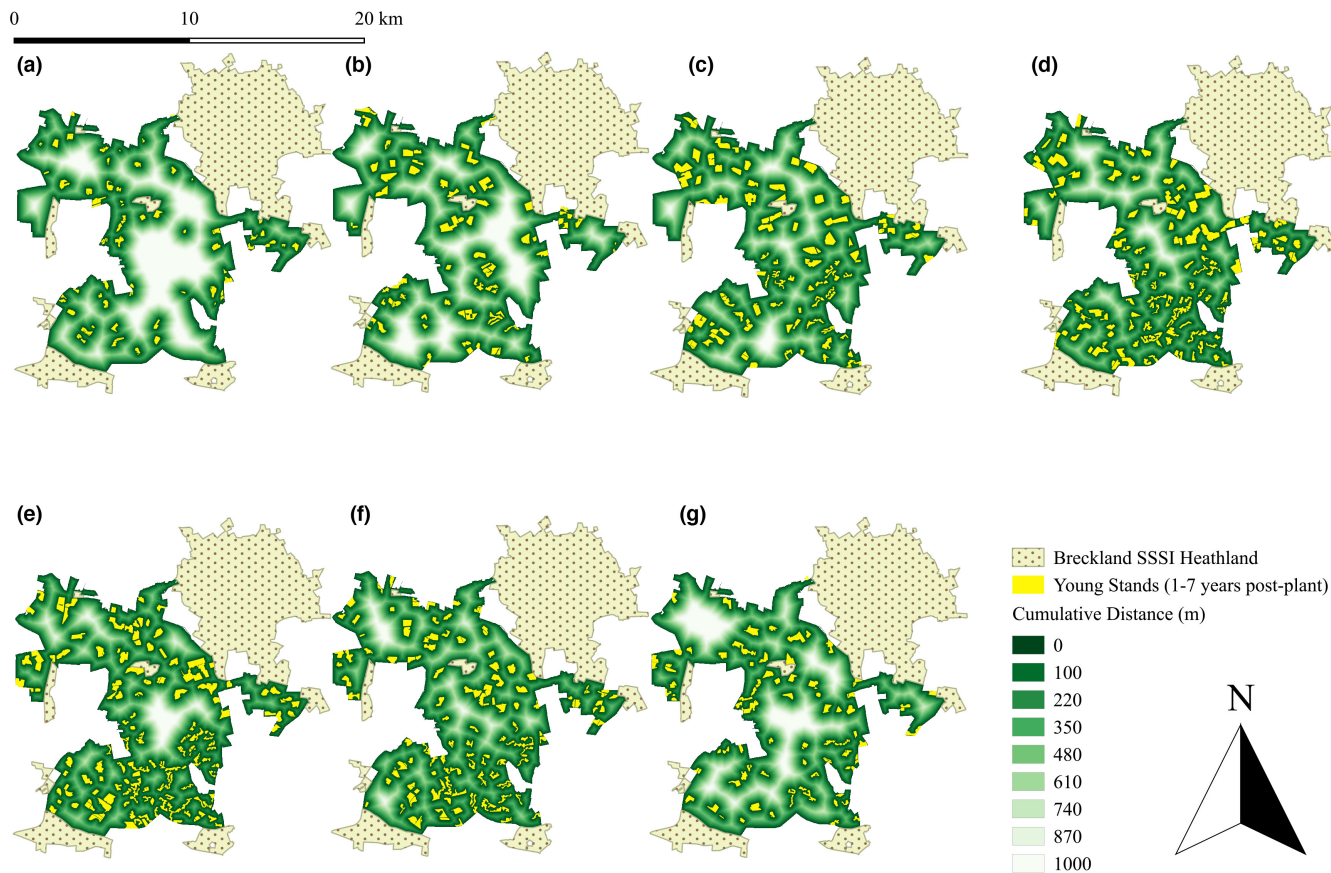 0 10 20 km
(a) (b) (c) (d)
(e) (f) (g)
Breckland SSSI Heathland
Young Stands (1-7 years post-plant)
Cumulative Distance (m)
0
100
220
350
480
610
740
870
1000
N